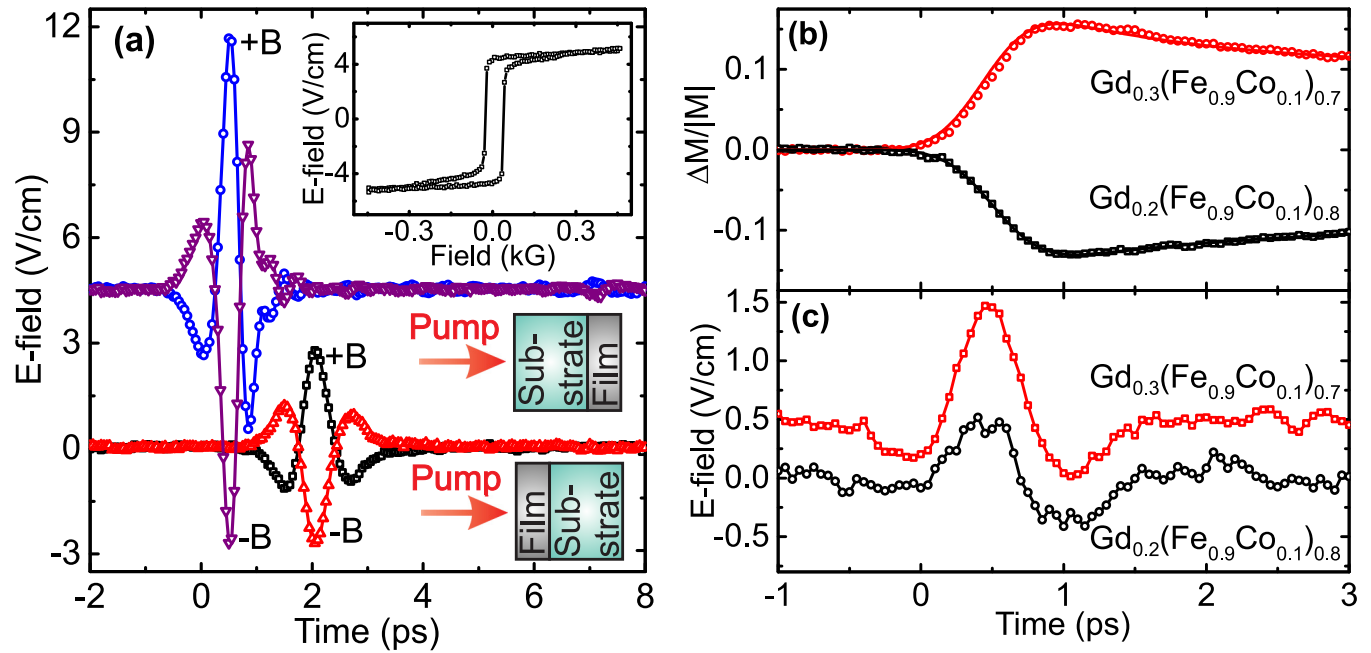 (a)
+B
-B
+B
-B
12
9
6
3
0
-3
E-field (V/cm)
-2
0
2
4
6
8
Time (ps)
4
0
-4
E-field (V/cm)
-0.3
0.0
0.3
Field (kG)
Pump
Sub-
strate
Film
Pump
Film
Sub-
strate
(b)
0.1
0.0
-0.1
ΔM/|M|
Gd0.3(Fe0.9Co0.1)0.7
Gd0.2(Fe0.9Co0.1)0.8
(c)
1.5
1.0
0.5
0.0
-0.5
E-field (V/cm)
Gd0.3(Fe0.9Co0.1)0.7
Gd0.2(Fe0.9Co0.1)0.8
-1
0
1
2
3
Time (ps)